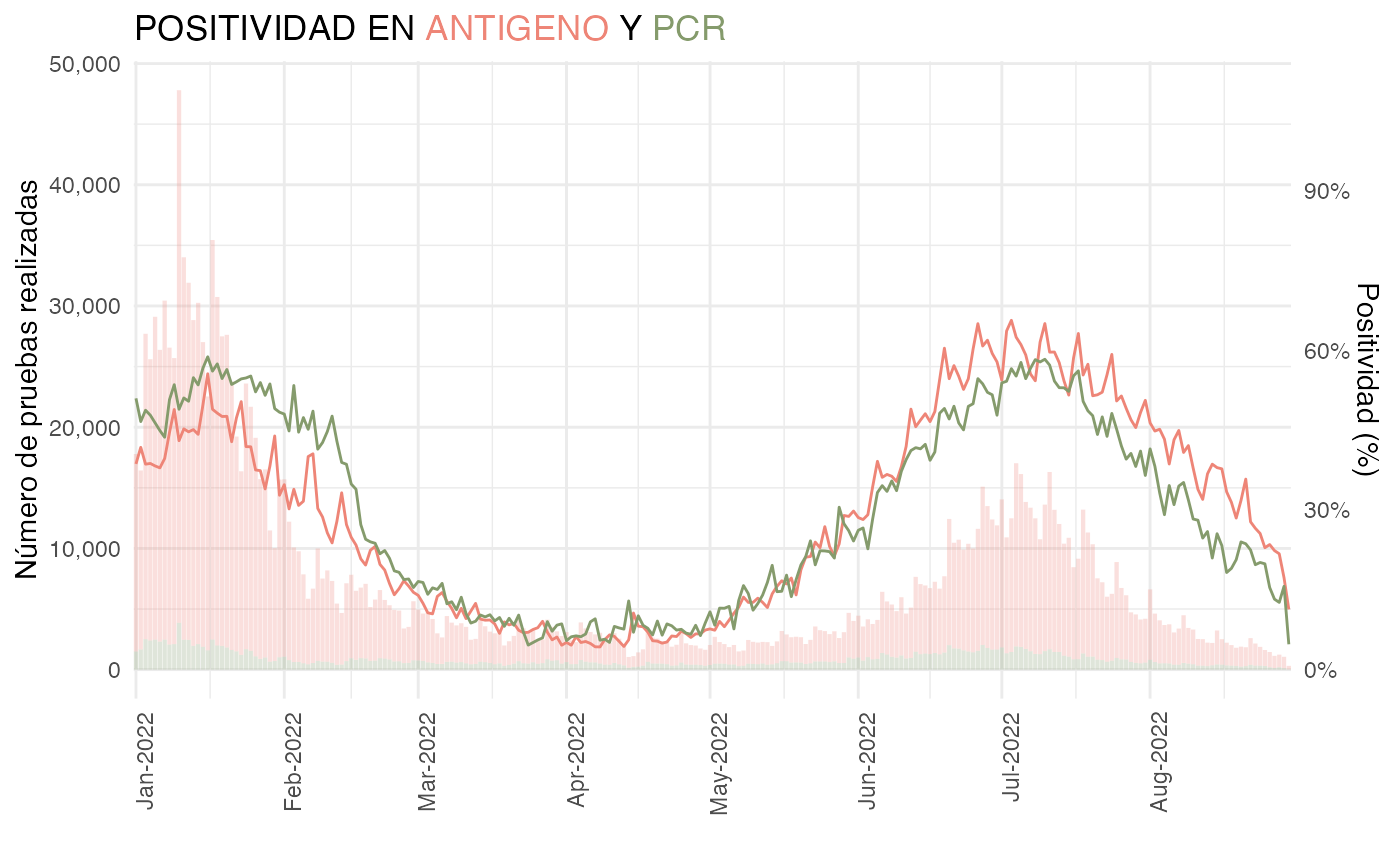 POSITIVIDAD EN ANTIGENO Y PCR
Número de pruebas realizadas
50,000
40,000
30,000
20,000
10,000
0
90%
60%
30%
0%
Positividad (%)
Jan-2022
Feb-2022
Mar-2022
Apr-2022
May-2022
Jun-2022
Jul-2022
Aug-2022